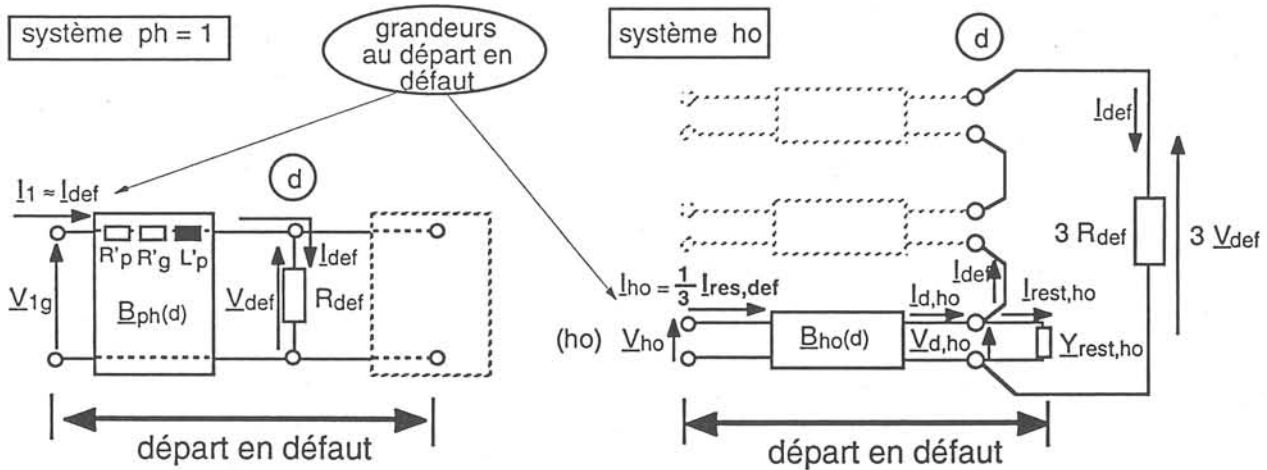 système ph = 1
grandeurs
au départ en
défaut
système ho
d
I1 ≈ Idef
d
R'p R'g L'p
Bph(d)
V1g
Vdef
Idef
Rdef
départ en défaut
Idef
3 Rdef
3 Vdef
Idef
Iho = 1/3 Ires,def
Id,ho
Irest,ho
(ho)
Vho
Bho(d)
Vd,ho
Yrest,ho
départ en défaut